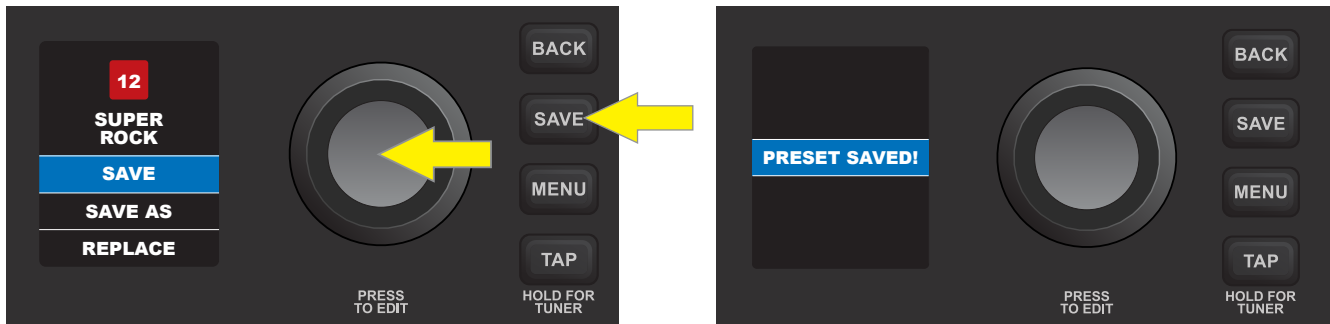 12
SUPER
ROCK
SAVE
SAVE AS
REPLACE
PRESS
TO EDIT
BACK
SAVE
MENU
TAP
HOLD FOR
TUNER
PRESET SAVED!
PRESS
TO EDIT
BACK
SAVE
MENU
TAP
HOLD FOR
TUNER